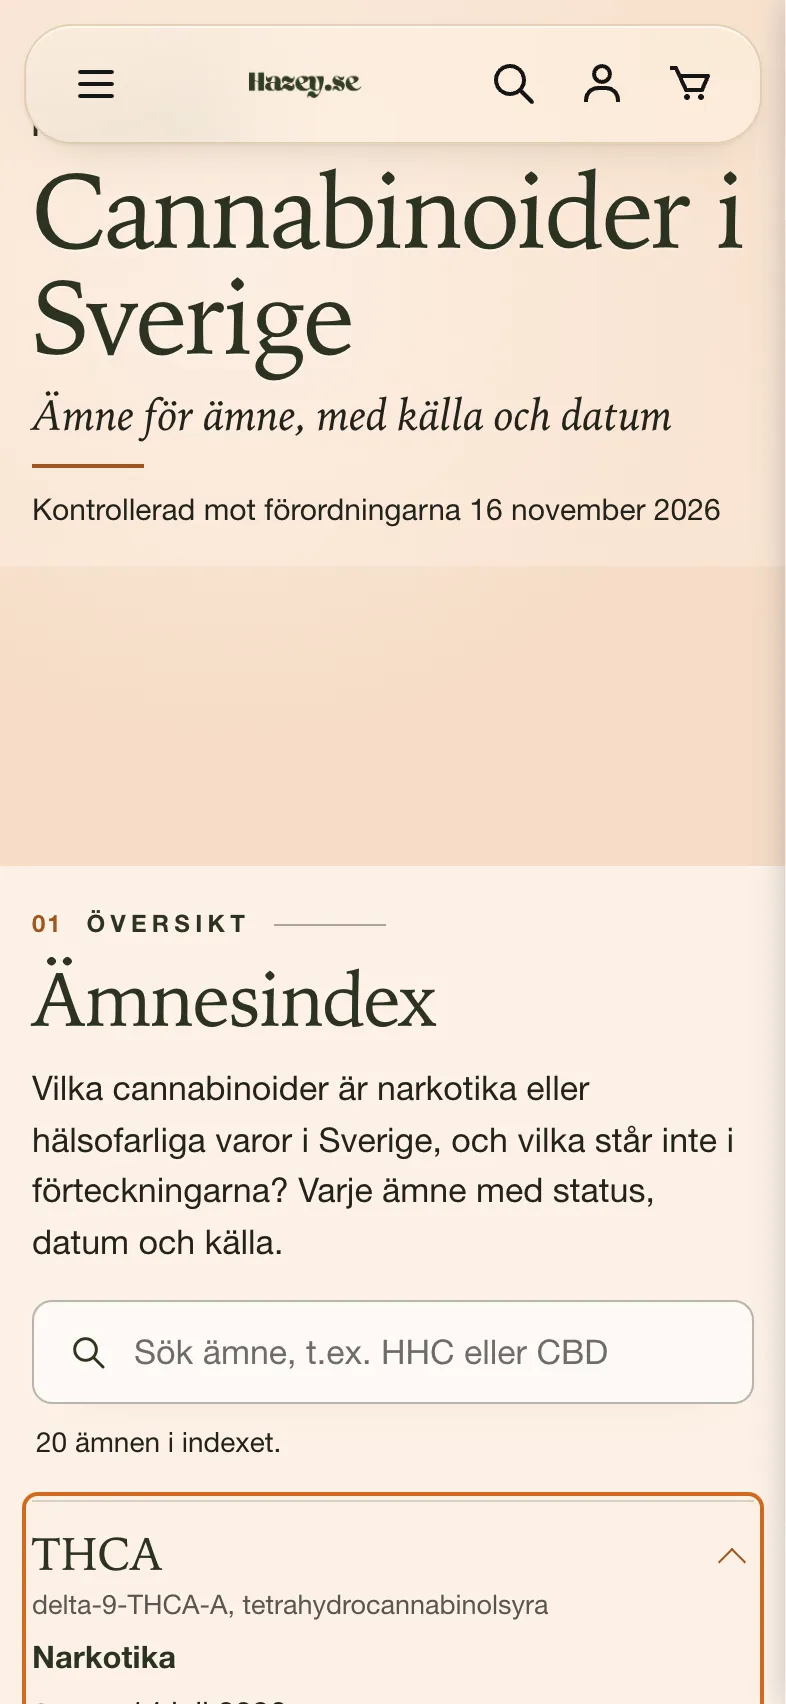 Hazey.se
Cannabinoider i
Sverige
Ämne för ämne, med källa och datum
Kontrollerad mot förordningarna 16 november 2026
01 ÖVERSIKT
Ämnesindex
Vilka cannabinoider är narkotika eller
hälsofarliga varor i Sverige, och vilka står inte i
förteckningarna? Varje ämne med status,
datum och källa.
Sök ämne, t.ex. HHC eller CBD
20 ämnen i indexet.
THCA
delta-9-THCA-A, tetrahydrocannabinolsyra
Narkotika